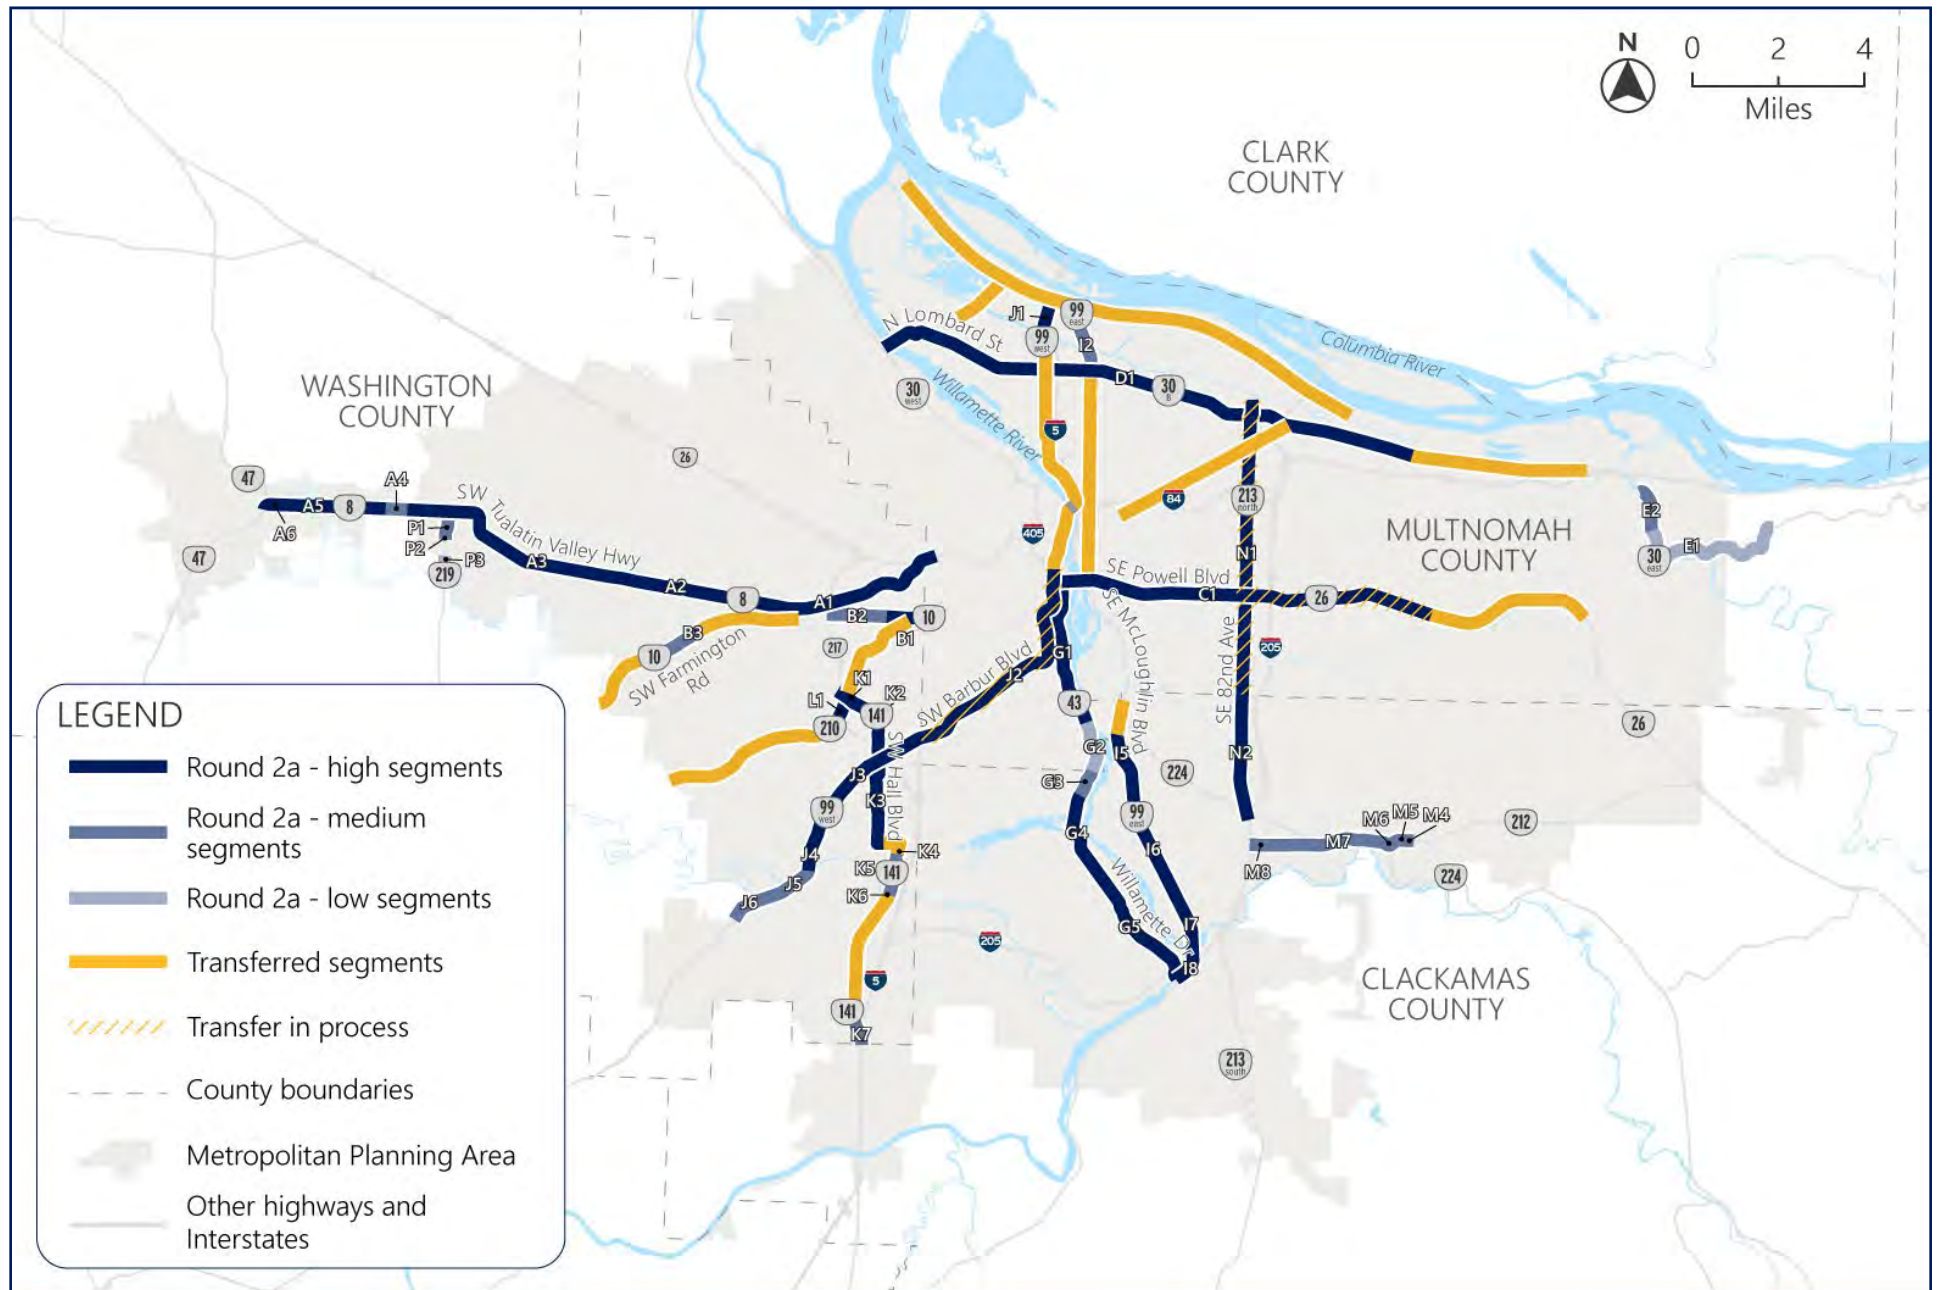 N
0 2 4
Miles
CLARK
COUNTY
WASHINGTON
COUNTY
MULTNOMAH
COUNTY
CLACKAMAS
COUNTY
N Lombard St
Columbia River
Willamette River
J1
99
east
99
west
I2
D1
30
B
30
west
5
26
47
A4
A5
8
A6
P1
P2
P3
219
47
SW Tualatin Valley Hwy
A3
A2
8
A1
84
213
north
405
N1
E2
E1
30
east
SE Powell Blvd
C1
26
B2
10
B1
B3
10
SW Farmington
Rd
217
SE McLoughlin Blvd
SE 82nd Ave
205
G1
J2
SW Barbur Blvd
K1
K2
L1
210
141
43
26
SW Hall Blvd
G2
I5
N2
G3
224
J3
K3
99
west
99
east
G4
I6
J4
K4
K5
141
K6
J5
J6
M6
M5
M4
M7
M8
212
224
Willamette Dr
G5
I7
I8
205
5
141
K7
213
south
LEGEND
Round 2a - high segments
Round 2a - medium
segments
Round 2a - low segments
Transferred segments
Transfer in process
County boundaries
Metropolitan Planning Area
Other highways and
Interstates